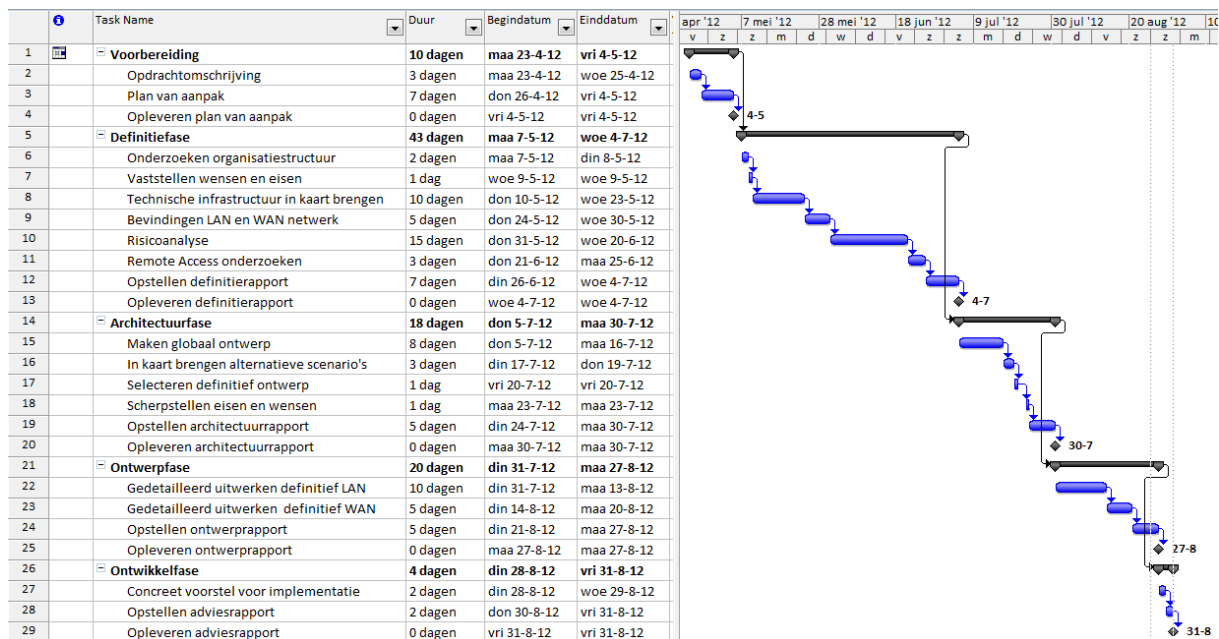 Task Name Duur Begindatum Einddatum apr '12 7 mei '12 28 mei '12 18 jun '12 9 jul '12 30 jul '12 20 aug '12 10
v z z m d w d v z z m d w d v z z m
1 Voorbereiding 10 dagen maa 23-4-12 vri 4-5-12
2 Opdrachtomschrijving 3 dagen maa 23-4-12 woe 25-4-12
3 Plan van aanpak 7 dagen don 26-4-12 vri 4-5-12
4 Opleveren plan van aanpak 0 dagen vri 4-5-12 vri 4-5-12 4-5
5 Definitiefase 43 dagen maa 7-5-12 woe 4-7-12
6 Onderzoeken organisatiestructuur 2 dagen maa 7-5-12 din 8-5-12
7 Vaststellen wensen en eisen 1 dag woe 9-5-12 woe 9-5-12
8 Technische infrastructuur in kaart brengen 10 dagen don 10-5-12 woe 23-5-12
9 Bevindingen LAN en WAN netwerk 5 dagen don 24-5-12 woe 30-5-12
10 Risicoanalyse 15 dagen don 31-5-12 woe 20-6-12
11 Remote Access onderzoeken 3 dagen don 21-6-12 maa 25-6-12
12 Opstellen definitierapport 7 dagen din 26-6-12 woe 4-7-12
13 Opleveren definitierapport 0 dagen woe 4-7-12 woe 4-7-12 4-7
14 Architectuurfase 18 dagen don 5-7-12 maa 30-7-12
15 Maken globaal ontwerp 8 dagen don 5-7-12 maa 16-7-12
16 In kaart brengen alternatieve scenario's 3 dagen din 17-7-12 don 19-7-12
17 Selecteren definitief ontwerp 1 dag vri 20-7-12 vri 20-7-12
18 Scherpstellen eisen en wensen 1 dag maa 23-7-12 maa 23-7-12
19 Opstellen architectuurrapport 5 dagen din 24-7-12 maa 30-7-12
20 Opleveren architectuurrapport 0 dagen maa 30-7-12 maa 30-7-12 30-7
21 Ontwerpfase 20 dagen din 31-7-12 maa 27-8-12
22 Gedetailleerd uitwerken definitief LAN 10 dagen din 31-7-12 maa 13-8-12
23 Gedetailleerd uitwerken definitief WAN 5 dagen din 14-8-12 maa 20-8-12
24 Opstellen ontwerprapport 5 dagen din 21-8-12 maa 27-8-12
25 Opleveren ontwerprapport 0 dagen maa 27-8-12 maa 27-8-12 27-8
26 Ontwikkelfase 4 dagen din 28-8-12 vri 31-8-12
27 Concreet voorstel voor implementatie 2 dagen din 28-8-12 woe 29-8-12
28 Opstellen adviesrapport 2 dagen don 30-8-12 vri 31-8-12
29 Opleveren adviesrapport 0 dagen vri 31-8-12 vri 31-8-12 31-8